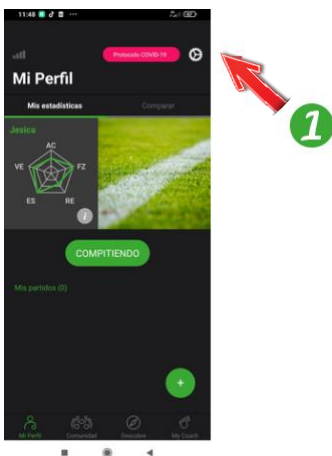 11:48
Protocolo COVID-19
Mi Perfil
Mis estadísticas
Comparar
Jesica
AC
VE
FZ
ES
RE
i
COMPITIENDO
Mis partidos (0)
+
Mi Perfil
Comunidad
Descubre
My Coach
1